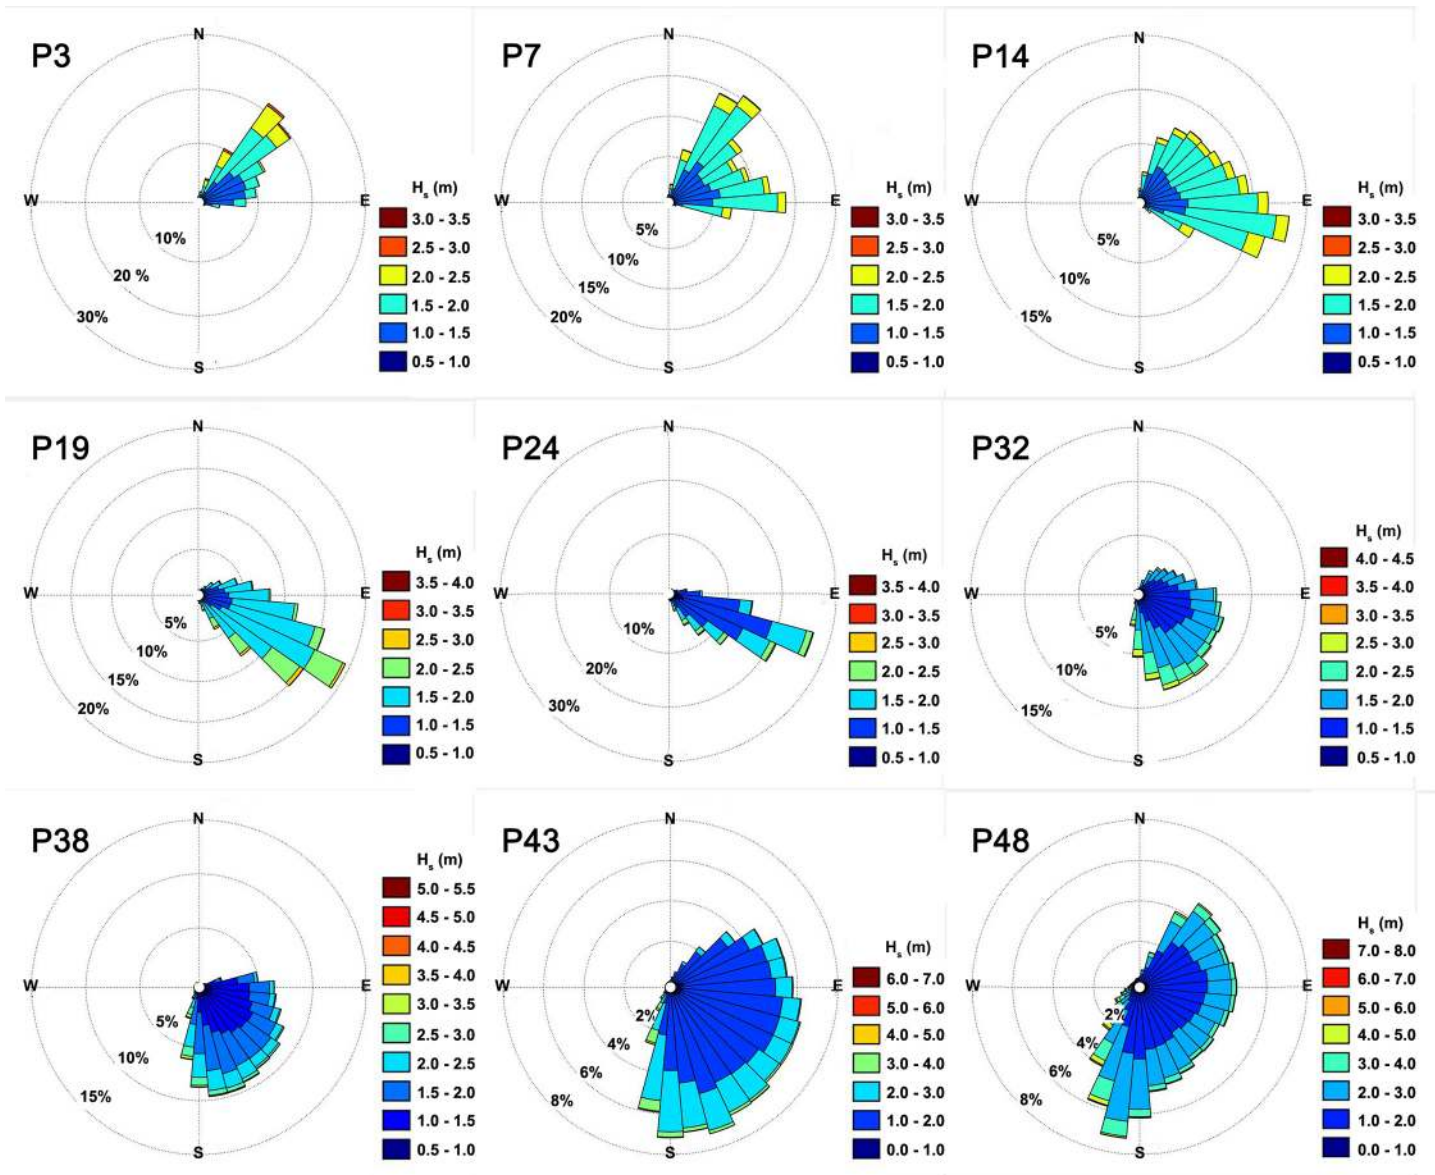 P3
N
W
E
S
10%
20 %
30%
Hs (m)
3.0 - 3.5
2.5 - 3.0
2.0 - 2.5
1.5 - 2.0
1.0 - 1.5
0.5 - 1.0
P7
N
W
E
S
5%
10%
15%
20%
Hs (m)
3.0 - 3.5
2.5 - 3.0
2.0 - 2.5
1.5 - 2.0
1.0 - 1.5
0.5 - 1.0
P14
N
W
E
S
5%
10%
15%
Hs (m)
3.0 - 3.5
2.5 - 3.0
2.0 - 2.5
1.5 - 2.0
1.0 - 1.5
0.5 - 1.0
P19
N
W
E
S
5%
10%
15%
20%
Hs (m)
3.5 - 4.0
3.0 - 3.5
2.5 - 3.0
2.0 - 2.5
1.5 - 2.0
1.0 - 1.5
0.5 - 1.0
P24
N
W
E
S
10%
20%
30%
Hs (m)
3.5 - 4.0
3.0 - 3.5
2.5 - 3.0
2.0 - 2.5
1.5 - 2.0
1.0 - 1.5
0.5 - 1.0
P32
N
W
E
S
5%
10%
15%
Hs (m)
4.0 - 4.5
3.5 - 4.0
3.0 - 3.5
2.5 - 3.0
2.0 - 2.5
1.5 - 2.0
1.0 - 1.5
0.5 - 1.0
P38
N
W
E
S
5%
10%
15%
Hs (m)
5.0 - 5.5
4.5 - 5.0
4.0 - 4.5
3.5 - 4.0
3.0 - 3.5
2.5 - 3.0
2.0 - 2.5
1.5 - 2.0
1.0 - 1.5
0.5 - 1.0
P43
N
W
E
S
2%
4%
6%
8%
Hs (m)
6.0 - 7.0
5.0 - 6.0
4.0 - 5.0
3.0 - 4.0
2.0 - 3.0
1.0 - 2.0
0.0 - 1.0
P48
N
W
E
S
2%
4%
6%
8%
Hs (m)
7.0 - 8.0
6.0 - 7.0
5.0 - 6.0
4.0 - 5.0
3.0 - 4.0
2.0 - 3.0
1.0 - 2.0
0.0 - 1.0